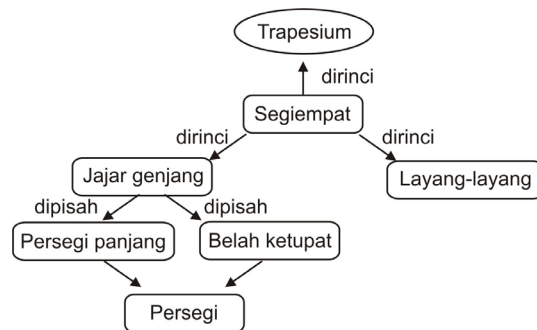 Trapesium
dirinci
Segiempat
dirinci
dirinci
Jajar genjang
Layang-layang
dipisah
dipisah
Persegi panjang
Belah ketupat
Persegi